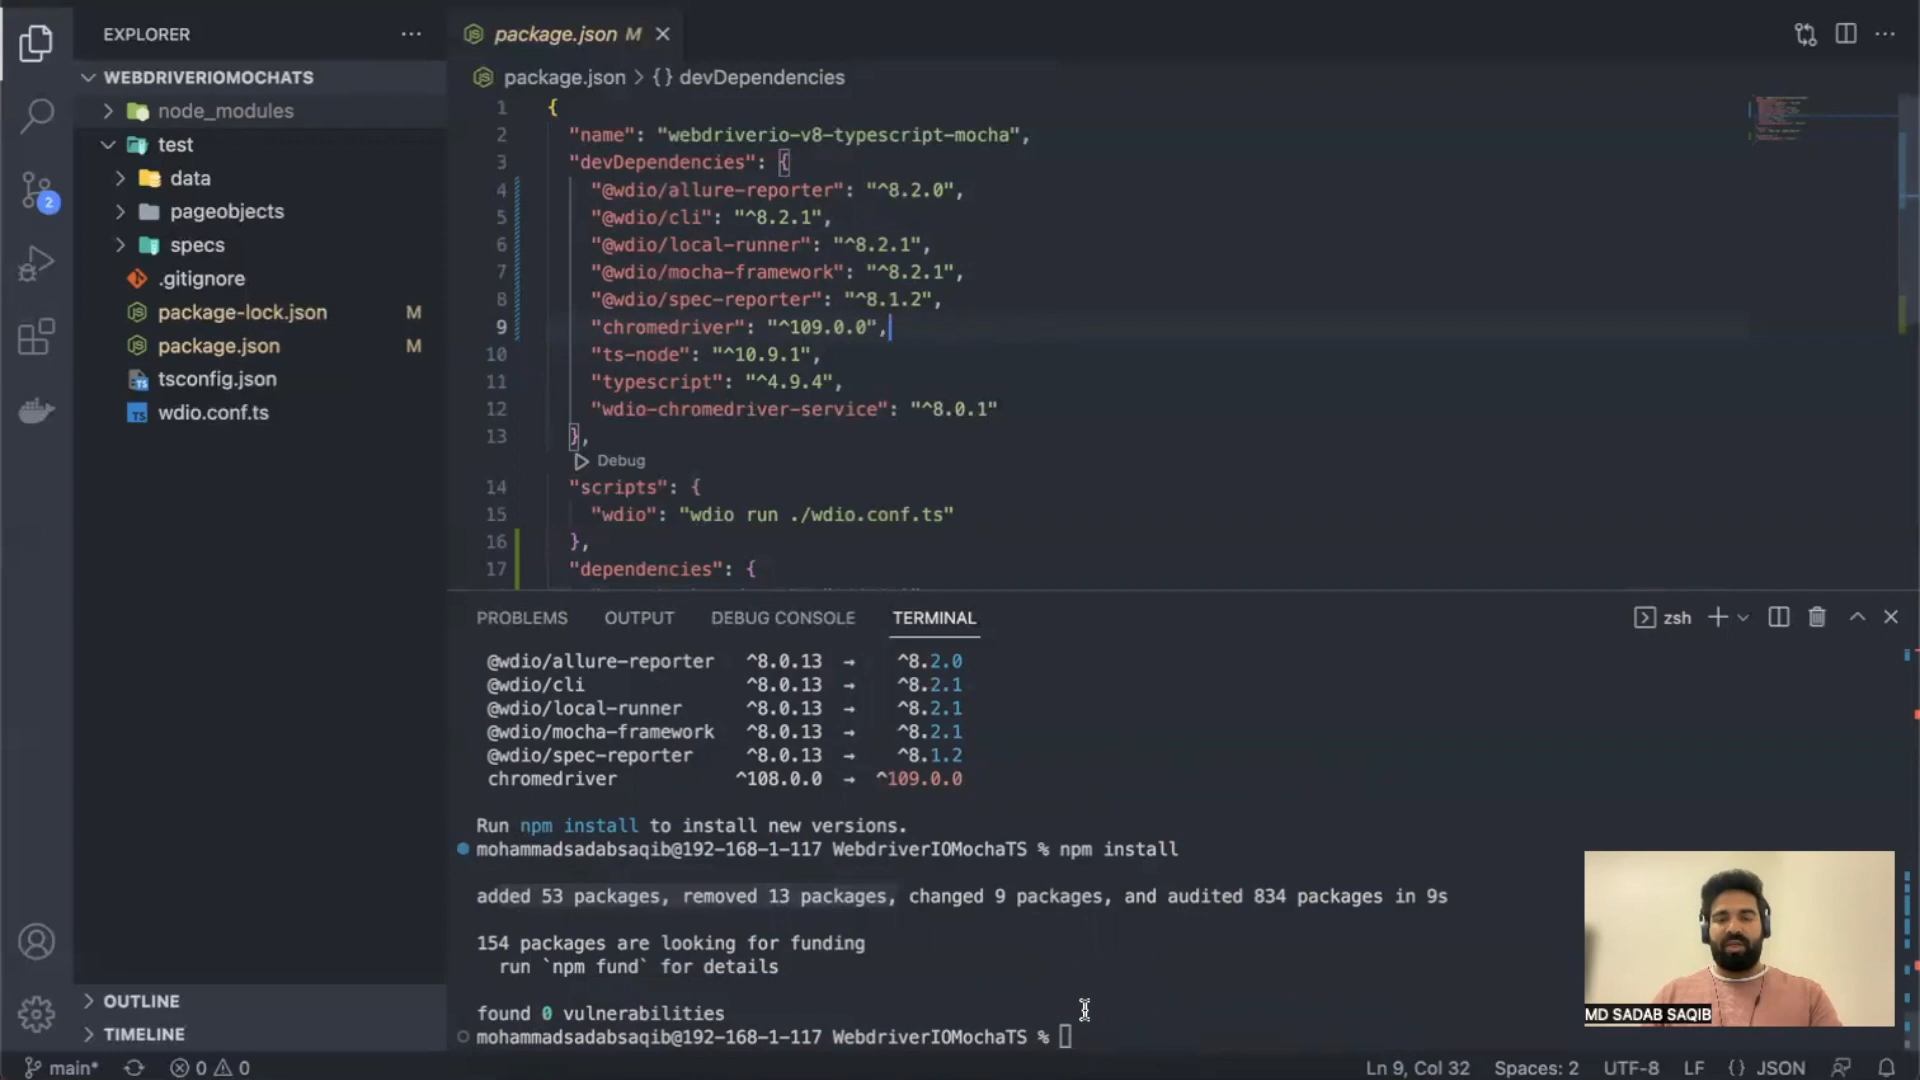 EXPLORER
WEBDRIVERIOMOCHATS
node_modules
test
data
pageobjects
specs
.gitignore
package-lock.json M
package.json M
tsconfig.json
wdio.conf.ts
OUTLINE
TIMELINE
2
package.json M
package.json > {} devDependencies
1 {
2 "name": "webdriverio-v8-typescript-mocha",
3 "devDependencies": {
4 "@wdio/allure-reporter": "^8.2.0",
5 "@wdio/cli": "^8.2.1",
6 "@wdio/local-runner": "^8.2.1",
7 "@wdio/mocha-framework": "^8.2.1",
8 "@wdio/spec-reporter": "^8.1.2",
9 "chromedriver": "^109.0.0",
10 "ts-node": "^10.9.1",
11 "typescript": "^4.9.4",
12 "wdio-chromedriver-service": "^8.0.1"
13 },
Debug
14 "scripts": {
15 "wdio": "wdio run ./wdio.conf.ts"
16 },
17 "dependencies": {
PROBLEMS OUTPUT DEBUG CONSOLE TERMINAL zsh
@wdio/allure-reporter ^8.0.13 → ^8.2.0
@wdio/cli ^8.0.13 → ^8.2.1
@wdio/local-runner ^8.0.13 → ^8.2.1
@wdio/mocha-framework ^8.0.13 → ^8.2.1
@wdio/spec-reporter ^8.0.13 → ^8.1.2
chromedriver ^108.0.0 → ^109.0.0
Run npm install to install new versions.
mohammadsadabsaqib@192-168-1-117 WebdriverIOMochaTS % npm install
added 53 packages, removed 13 packages, changed 9 packages, and audited 834 packages in 9s
154 packages are looking for funding
run `npm fund` for details
found 0 vulnerabilities
mohammadsadabsaqib@192-168-1-117 WebdriverIOMochaTS %
MD SADAB SAQIB
main* 0 0 Ln 9, Col 32 Spaces: 2 UTF-8 LF {} JSON